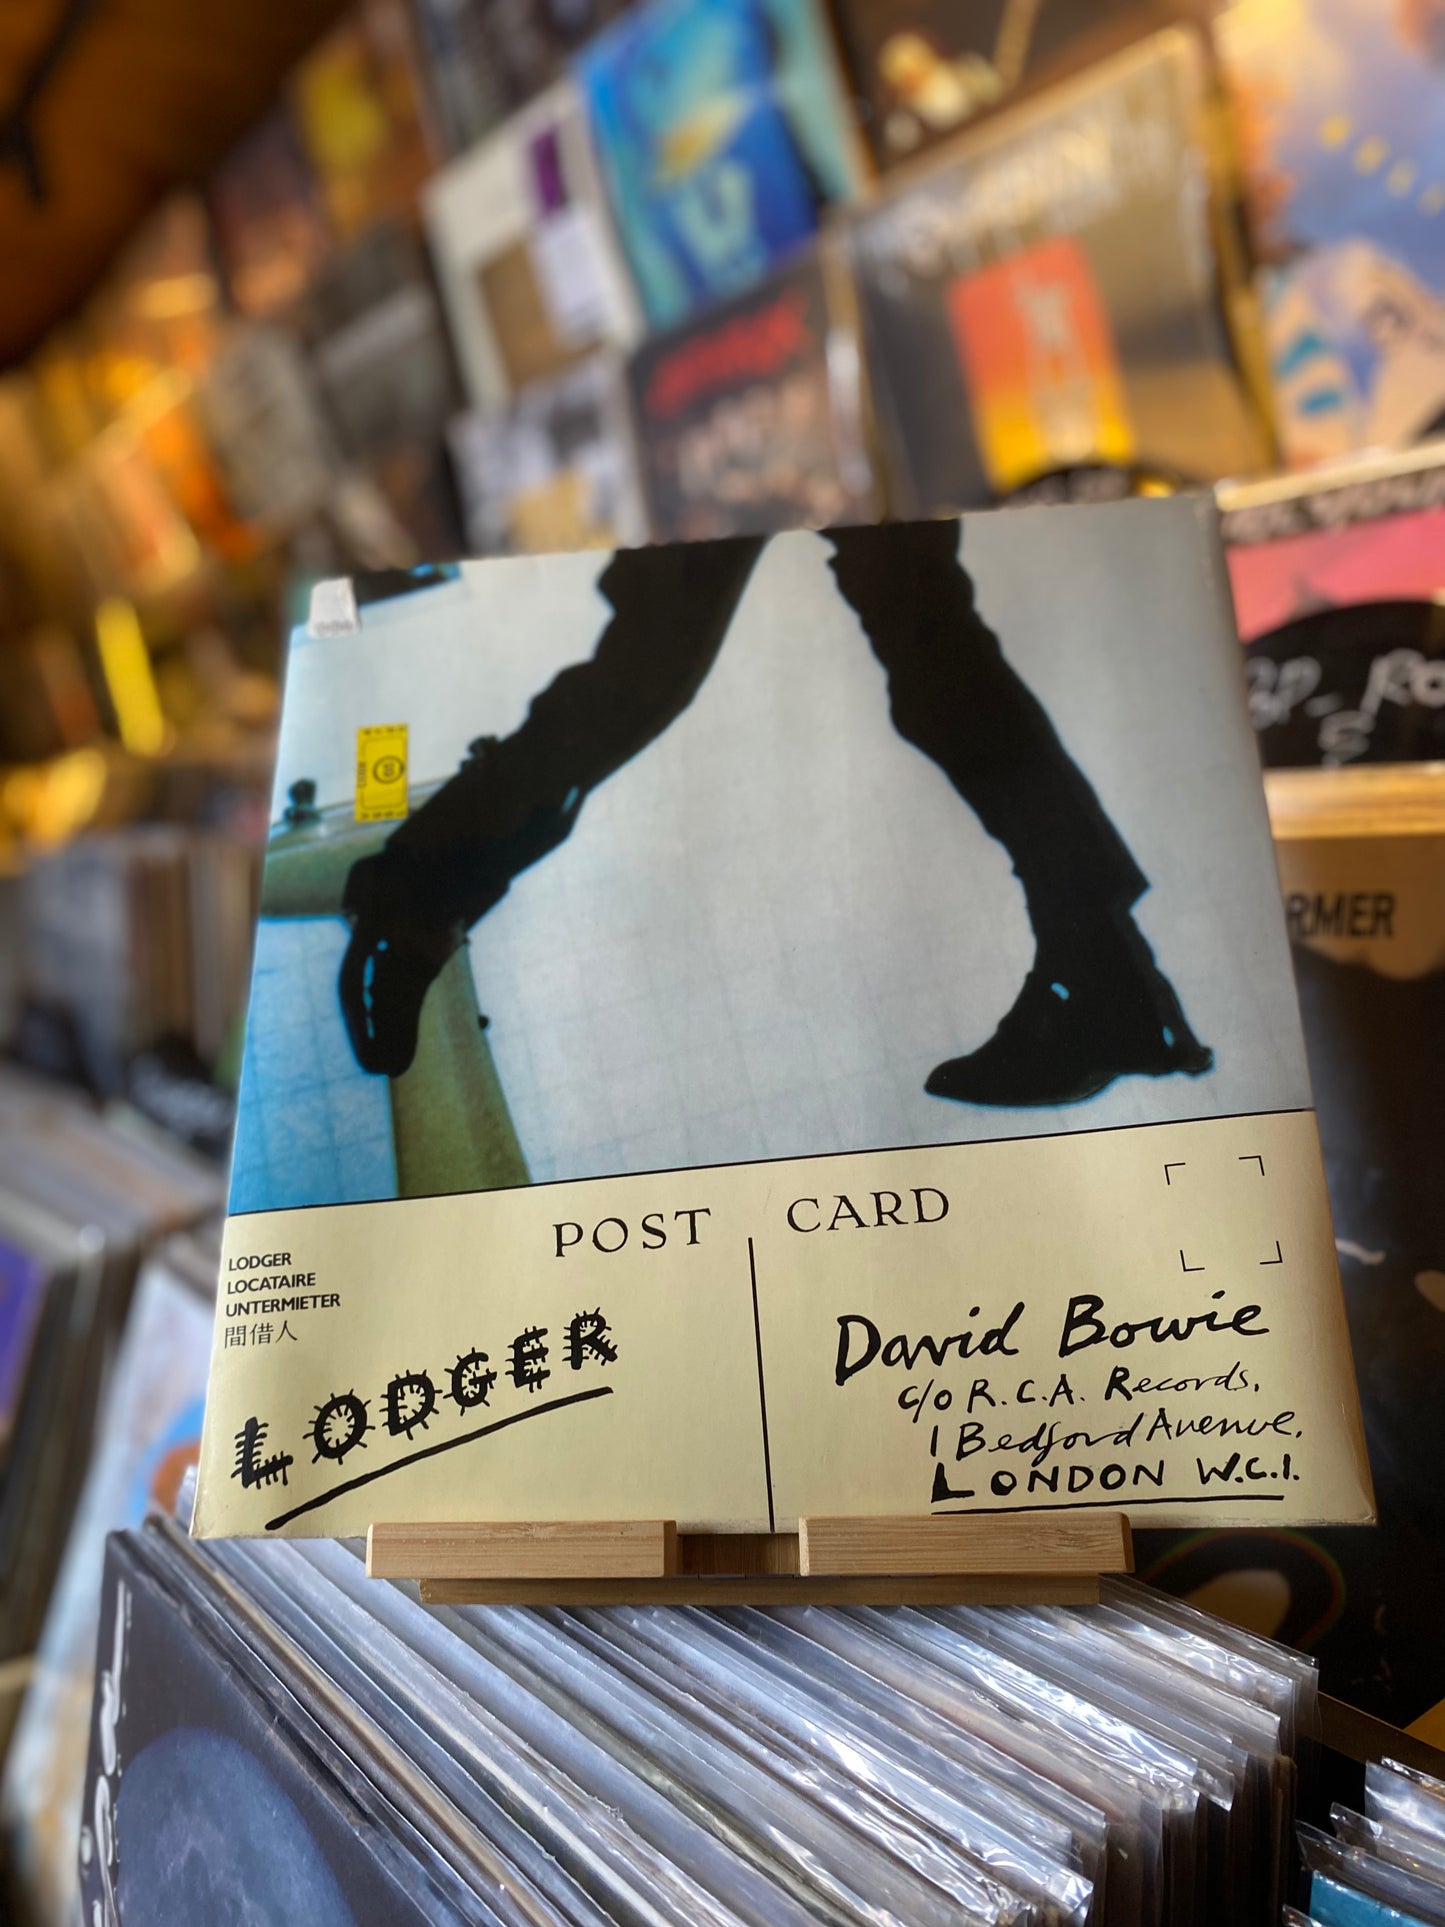 RMER
POST CARD
LODGER
LOCATAIRE
UNTERMIETER
間借人
LODGER
David Bowie
c/o R.C.A. Records,
1 Bedford Avenue,
LONDON W.C.1.